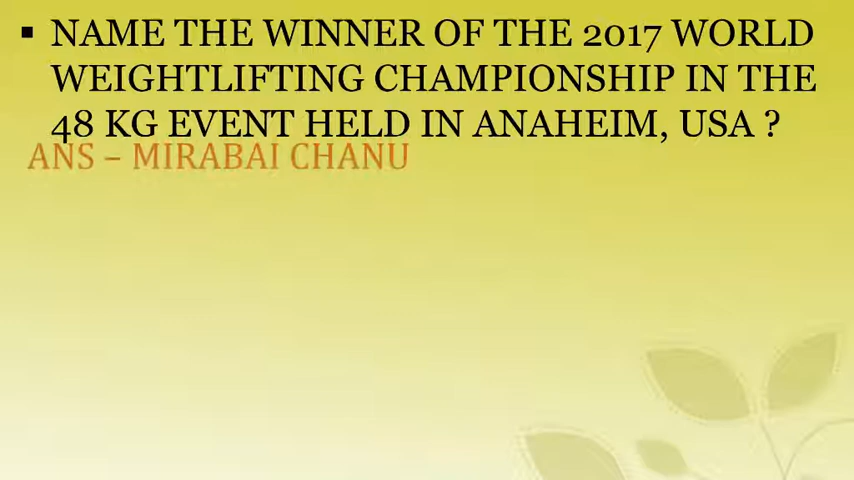 ▪ NAME THE WINNER OF THE 2017 WORLD
WEIGHTLIFTING CHAMPIONSHIP IN THE
48 KG EVENT HELD IN ANAHEIM, USA ?
ANS – MIRABAI CHANU